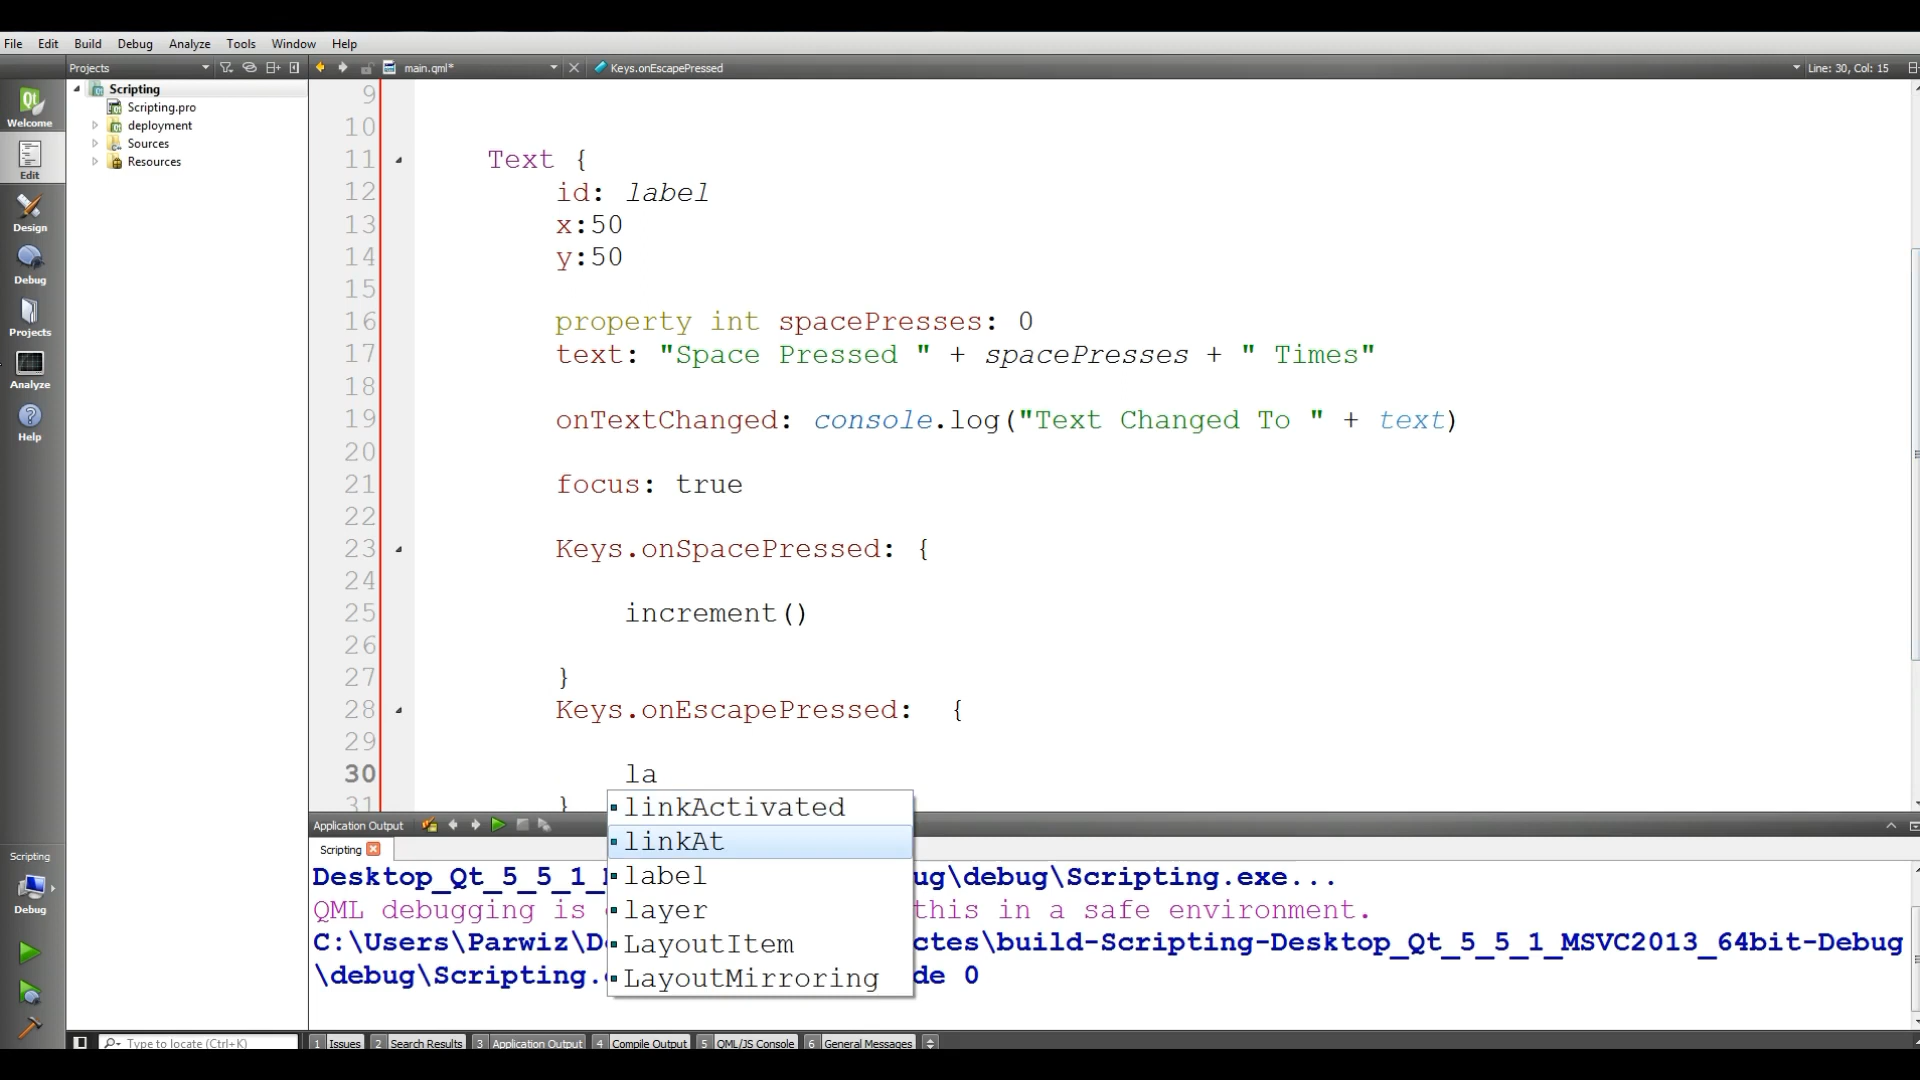 File Edit Build Debug Analyze Tools Window Help
Projects main.qml* Keys.onEscapePressed Line: 30, Col: 15
Welcome
Edit
Design
Debug
Projects
Analyze
Help
Scripting
Debug
Scripting
Scripting.pro
deployment
Sources
Resources
9
10
11 Text {
12 id: label
13 x:50
14 y:50
15
16 property int spacePresses: 0
17 text: "Space Pressed " + spacePresses + " Times"
18
19 onTextChanged: console.log("Text Changed To " + text)
20
21 focus: true
22
23 Keys.onSpacePressed: {
24
25 increment()
26
27 }
28 Keys.onEscapePressed:  {
29
30 la
31 }
linkActivated
linkAt
label
layer
LayoutItem
LayoutMirroring
Application Output
Scripting
Desktop_Qt_5_5_1_ ug\debug\Scripting.exe...
QML debugging is this in a safe environment.
C:\Users\Parwiz\D ctes\build-Scripting-Desktop_Qt_5_5_1_MSVC2013_64bit-Debug
\debug\Scripting. de 0
Type to locate (Ctrl+K) 1 Issues 2 Search Results 3 Application Output 4 Compile Output 5 QML/JS Console 6 General Messages